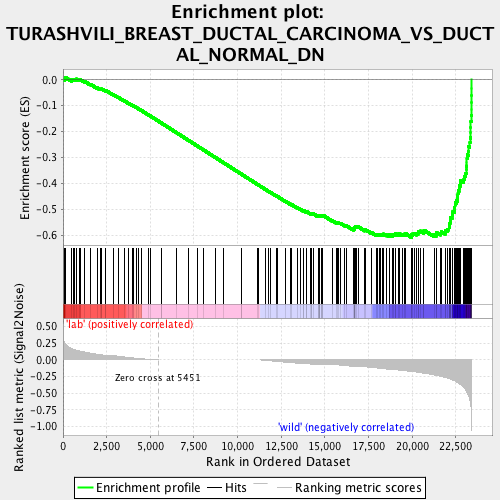 Enrichment plot:
TURASHVILI_BREAST_DUCTAL_CARCINOMA_VS_DUCT
AL_NORMAL_DN
Enrichment score (ES)
0.0
-0.1
-0.2
-0.3
-0.4
-0.5
-0.6
Ranked list metric (Signal2Noise)
'lab' (positively correlated)
0.50
0.25
0.00
-0.25
-0.50
-0.75
-1.00
Zero cross at 5451
'wild' (negatively correlated)
0
2,500
5,000
7,500
10,000
12,500
15,000
17,500
20,000
22,500
Rank in Ordered Dataset
Enrichment profile
Hits
Ranking metric scores